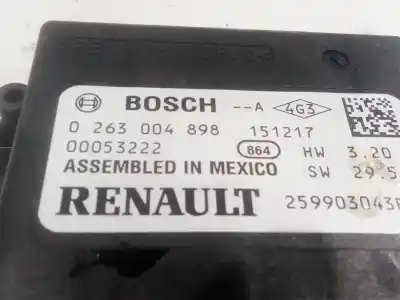 BOSCH --A 4G3
0 263 004 898 151217
00053222 864 HW 3.20
ASSEMBLED IN MEXICO SW 29.5
RENAULT 259903043R